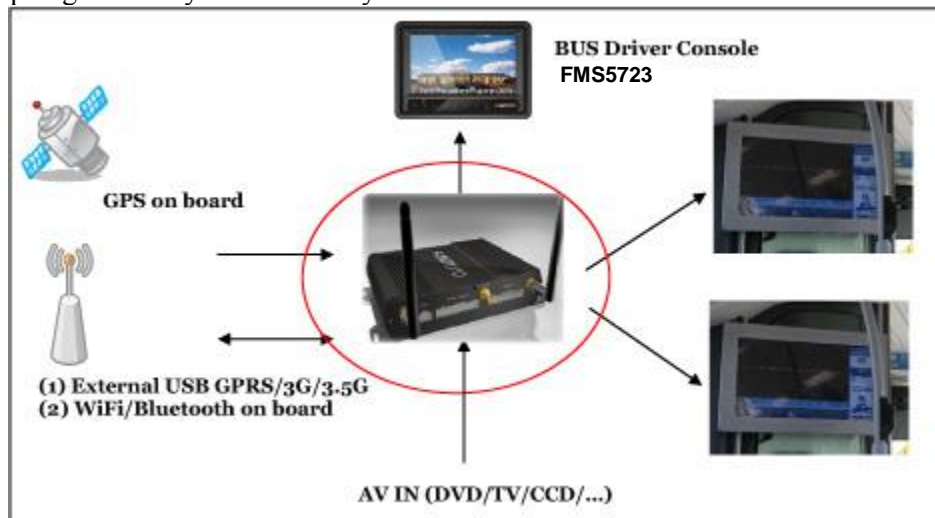 BUS Driver Console
FMS5723
GPS on board
(1) External USB GPRS/3G/3.5G
(2) WiFi/Bluetooth on board
AV IN (DVD/TV/CCD/...)